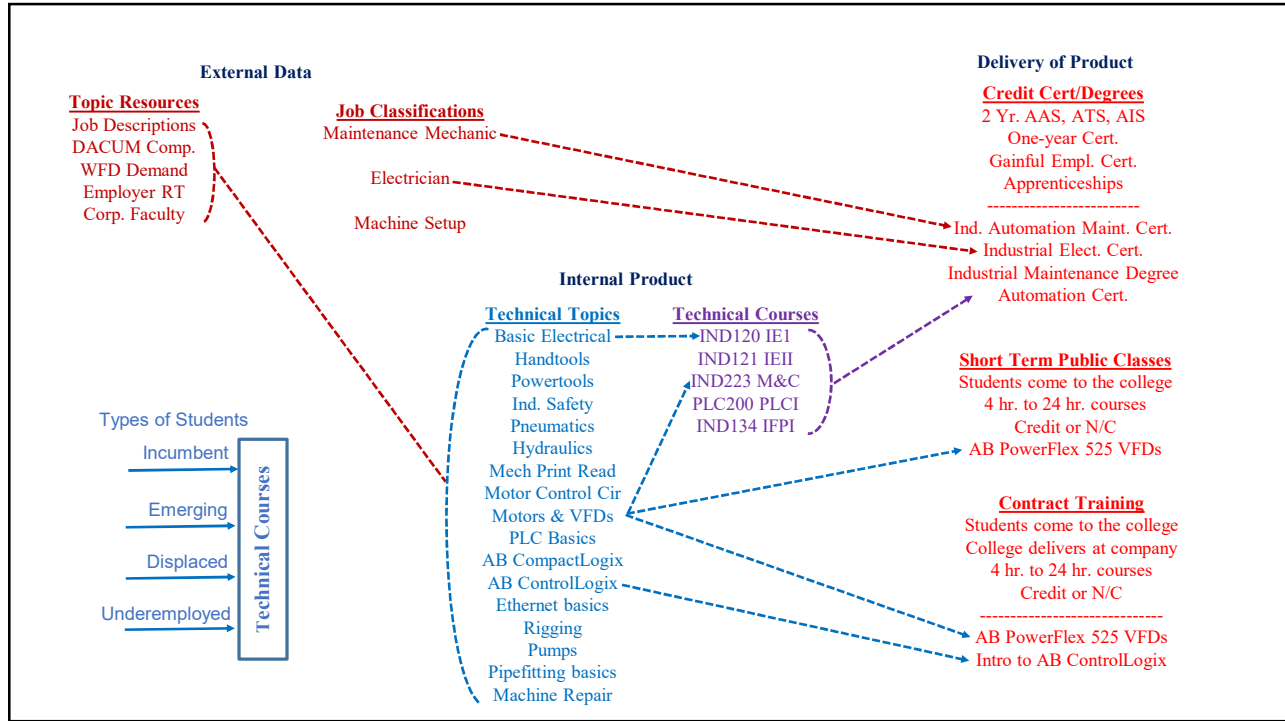 External Data
Topic Resources
Job Descriptions
DACUM Comp.
WFD Demand
Employer RT
Corp. Faculty
Job Classifications
Maintenance Mechanic
Electrician
Machine Setup
Delivery of Product
Credit Cert/Degrees
2 Yr. AAS, ATS, AIS
One-year Cert.
Gainful Empl. Cert.
Apprenticeships
--------------------------
Ind. Automation Maint. Cert.
Industrial Elect. Cert.
Industrial Maintenance Degree
Automation Cert.
Internal Product
Technical Topics
Basic Electrical
Handtools
Powertools
Ind. Safety
Pneumatics
Hydraulics
Mech Print Read
Motor Control Cir
Motors & VFDs
PLC Basics
AB CompactLogix
AB ControlLogix
Ethernet basics
Rigging
Pumps
Pipefitting basics
Machine Repair
Technical Courses
IND120 IE1
IND121 IEII
IND223 M&C
PLC200 PLCI
IND134 IFPI
Short Term Public Classes
Students come to the college
4 hr. to 24 hr. courses
Credit or N/C
AB PowerFlex 525 VFDs
Contract Training
Students come to the college
College delivers at company
4 hr. to 24 hr. courses
Credit or N/C
-------------------------------
AB PowerFlex 525 VFDs
Intro to AB ControlLogix
Types of Students
Incumbent
Emerging
Displaced
Underemployed
Technical Courses